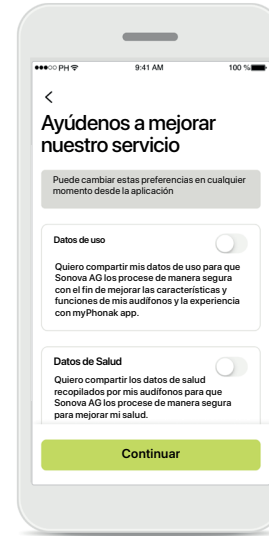 ●●●○○ PH 9:41 AM 100 %
Ayúdenos a mejorar
nuestro servicio
Puede cambiar estas preferencias en cualquier
momento desde la aplicación
Datos de uso
Quiero compartir mis datos de uso para que
Sonova AG los procese de manera segura
con el fin de mejorar las características y
funciones de mis audífonos y la experiencia
con myPhonak app.
Datos de Salud
Quiero compartir los datos de salud
recopilados por mis audífonos para que
Sonova AG los procese de manera segura
para mejorar mi salud.
Continuar